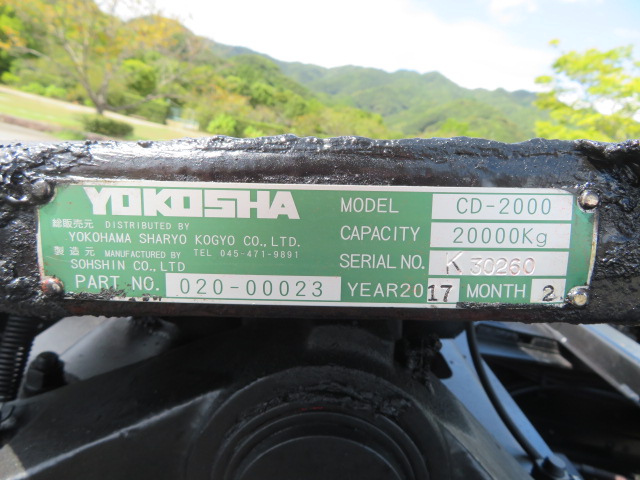 YOKOSHA
総販売元 DISTRIBUTED BY
YOKOHAMA SHARYO KOGYO CO., LTD.
製造元 MANUFACTURED BY TEL 045-471-9891
SOHSHIN CO., LTD
PART NO. 020-00023
MODEL CD-2000
CAPACITY 20000Kg
SERIAL NO. K 30260
YEAR2017 MONTH 2